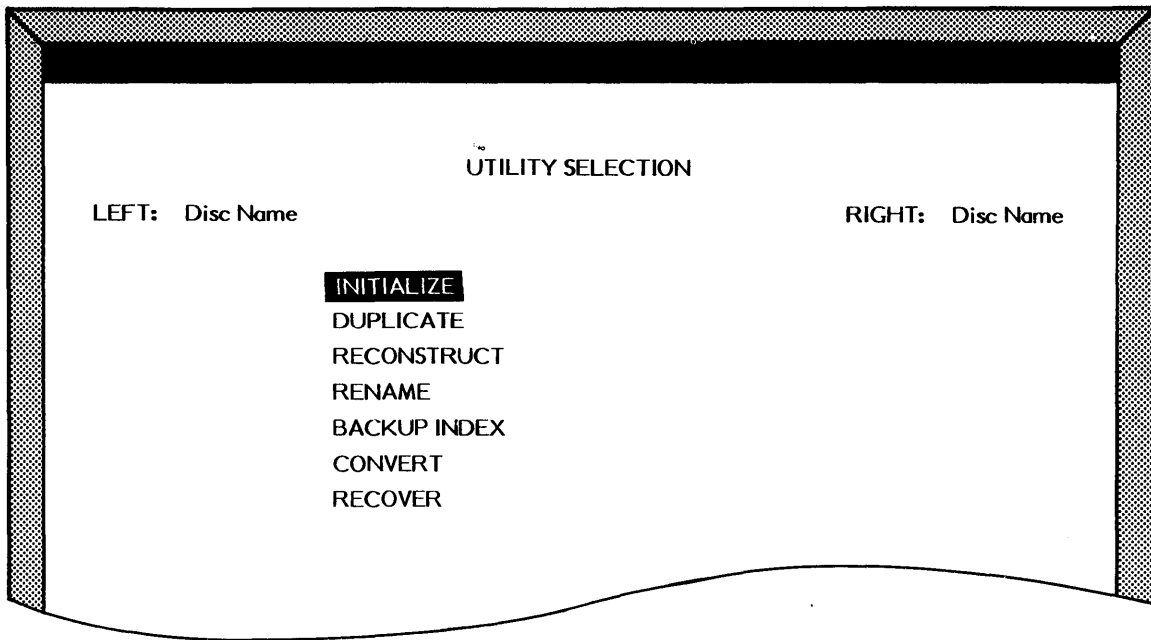 UTILITY SELECTION
LEFT: Disc Name RIGHT: Disc Name
INITIALIZE
DUPLICATE
RECONSTRUCT
RENAME
BACKUP INDEX
CONVERT
RECOVER